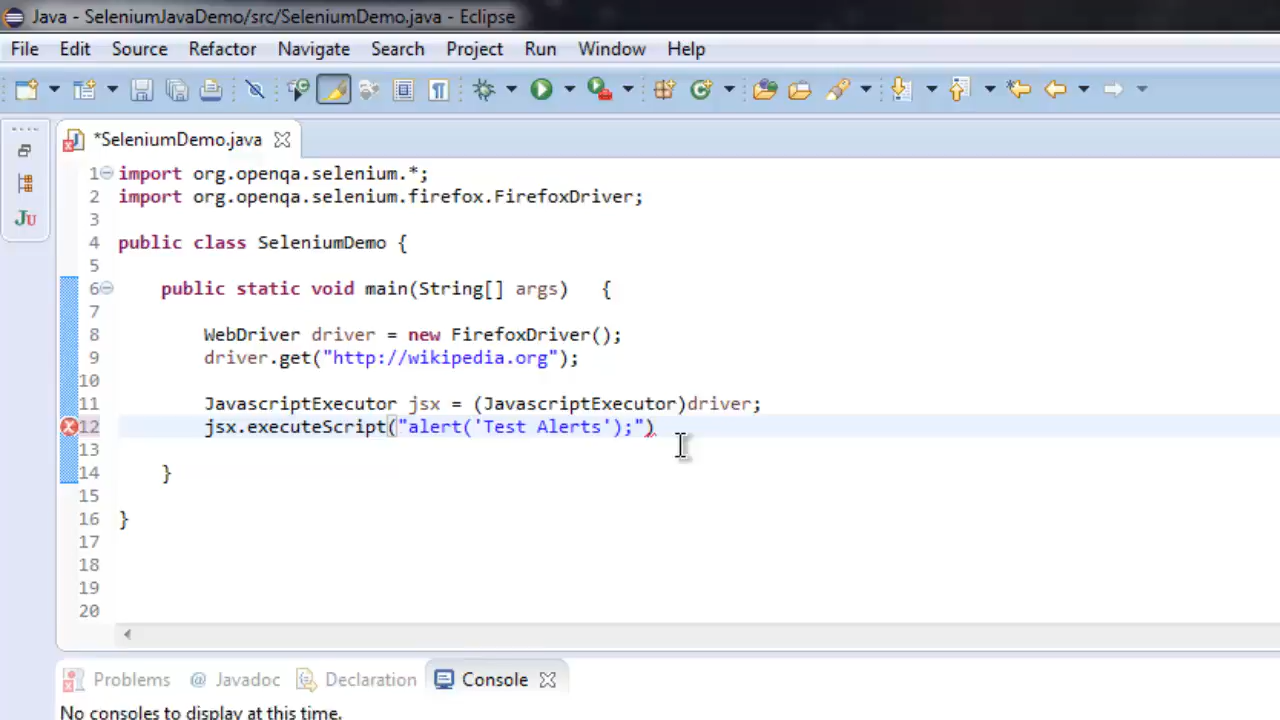 Java - SeleniumJavaDemo/src/SeleniumDemo.java - Eclipse
File Edit Source Refactor Navigate Search Project Run Window Help
*SeleniumDemo.java
JU
1 import org.openqa.selenium.*;
2 import org.openqa.selenium.firefox.FirefoxDriver;
3
4 public class SeleniumDemo {
5
6 public static void main(String[] args) {
7
8 WebDriver driver = new FirefoxDriver();
9 driver.get("http://wikipedia.org");
10
11 JavascriptExecutor jsx = (JavascriptExecutor)driver;
12 jsx.executeScript("alert('Test Alerts');")
13
14 }
15
16 }
17
18
19
20
Problems @ Javadoc Declaration Console
No consoles to display at this time.